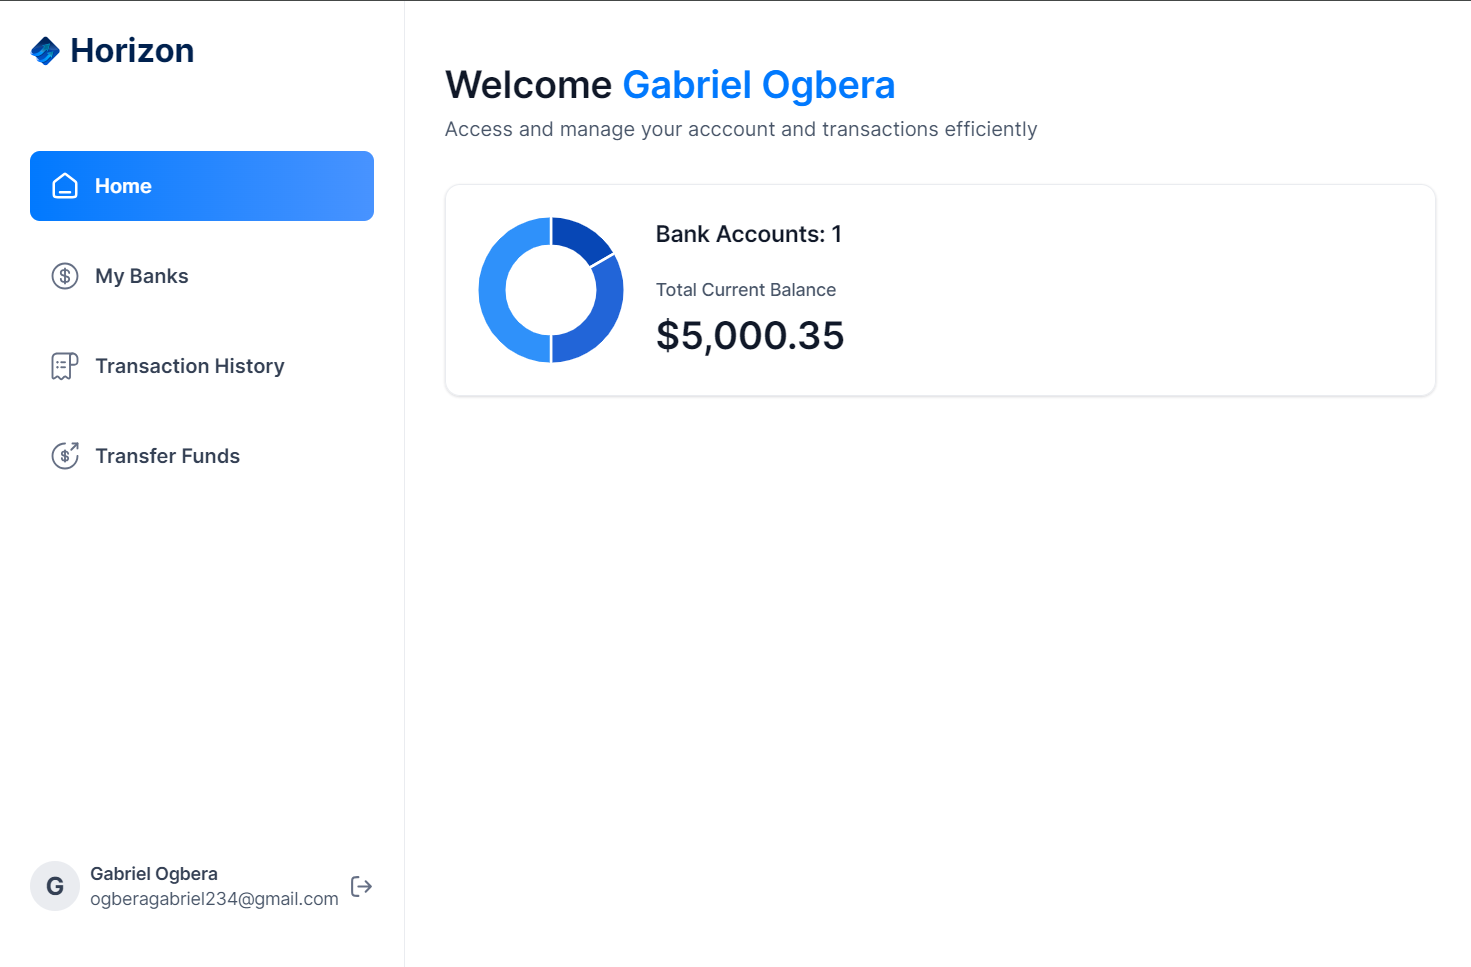 Horizon
Home
My Banks
Transaction History
Transfer Funds
G
Gabriel Ogbera
ogberagabriel234@gmail.com
Welcome Gabriel Ogbera
Access and manage your acccount and transactions efficiently
Bank Accounts: 1
Total Current Balance
$5,000.35